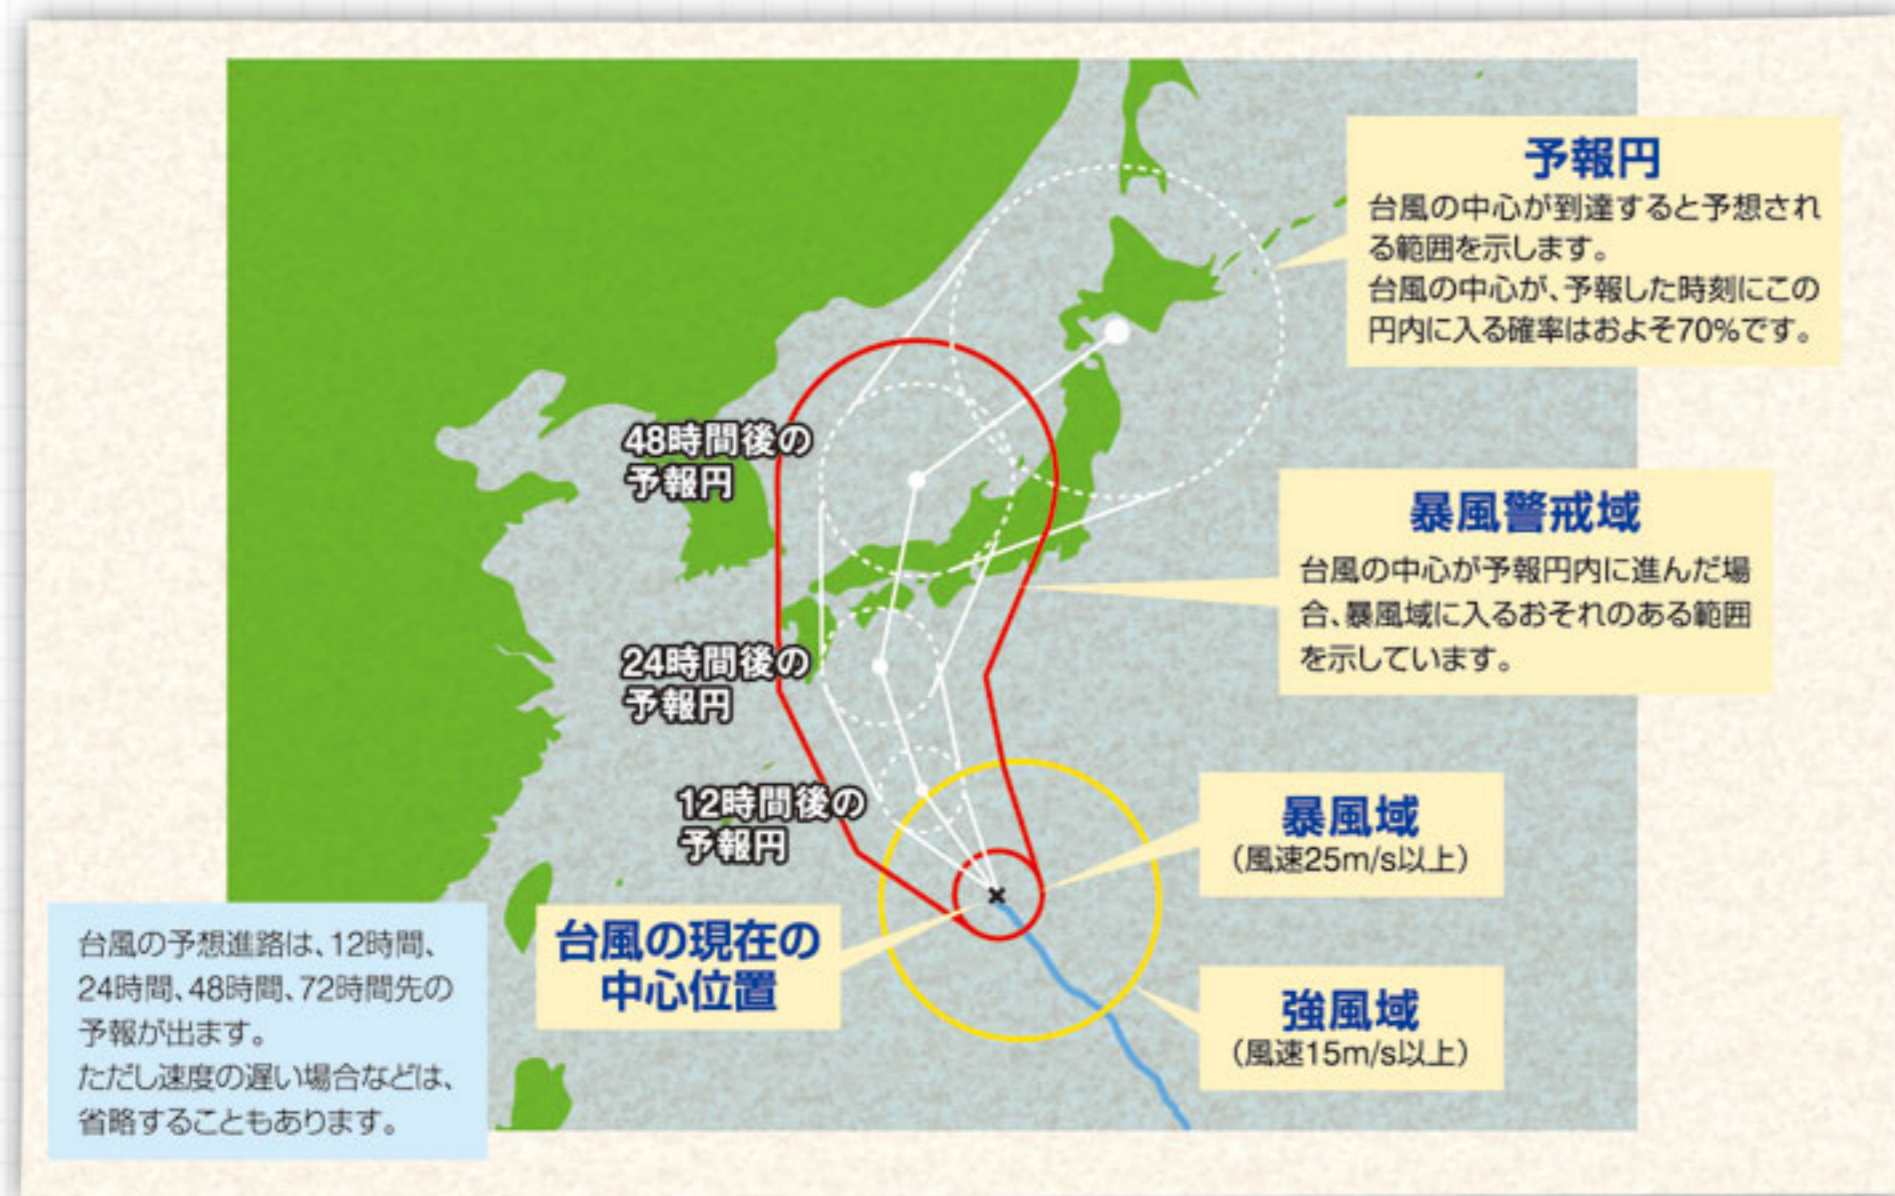 予報円
台風の中心が到達すると予想され
る範囲を示します。
台風の中心が、予報した時刻にこの
円内に入る確率はおよそ70%です。
48時間後の
予報円
暴風警戒域
台風の中心が予報円内に進んだ場
合、暴風域に入るおそれのある範囲
を示しています。
24時間後の
予報円
12時間後の
予報円
暴風域
(風速25m/s以上)
台風の現在の
中心位置
強風域
(風速15m/s以上)
台風の予想進路は、12時間、
24時間、48時間、72時間先の
予報が出ます。
ただし速度の遅い場合などは、
省略することもあります。